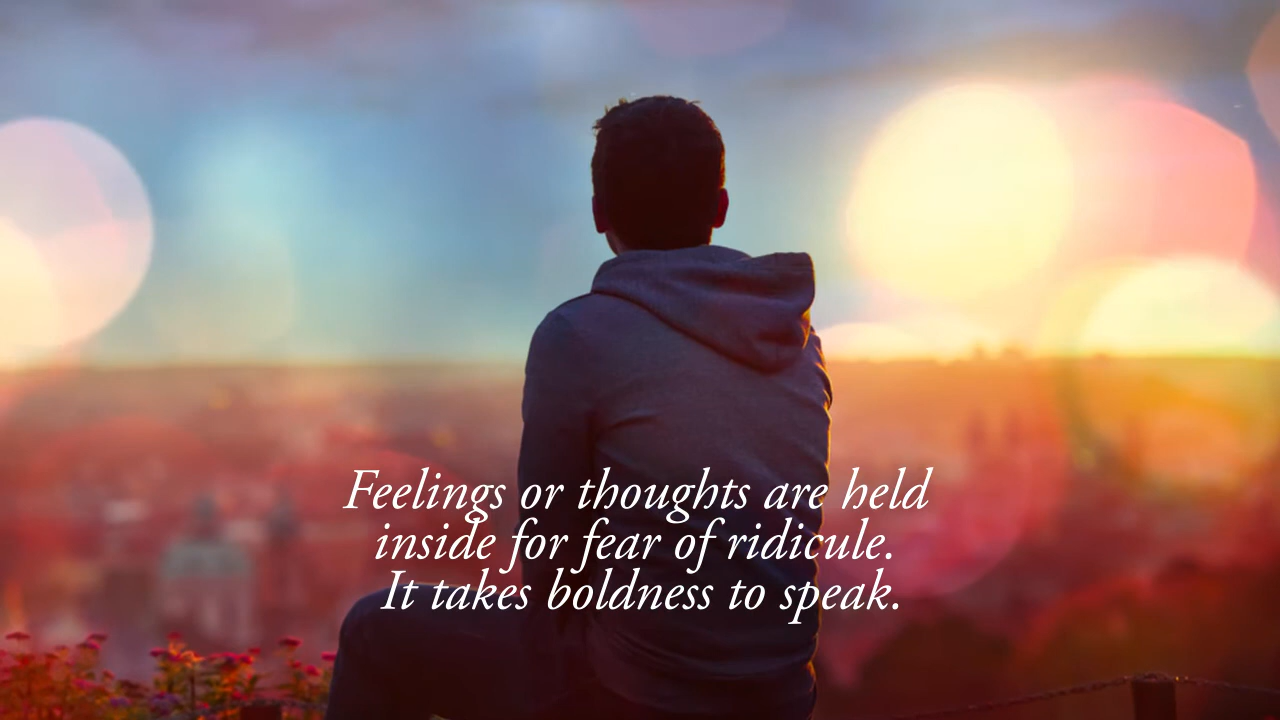 Feelings or thoughts are held
inside for fear of ridicule.
It takes boldness to speak.